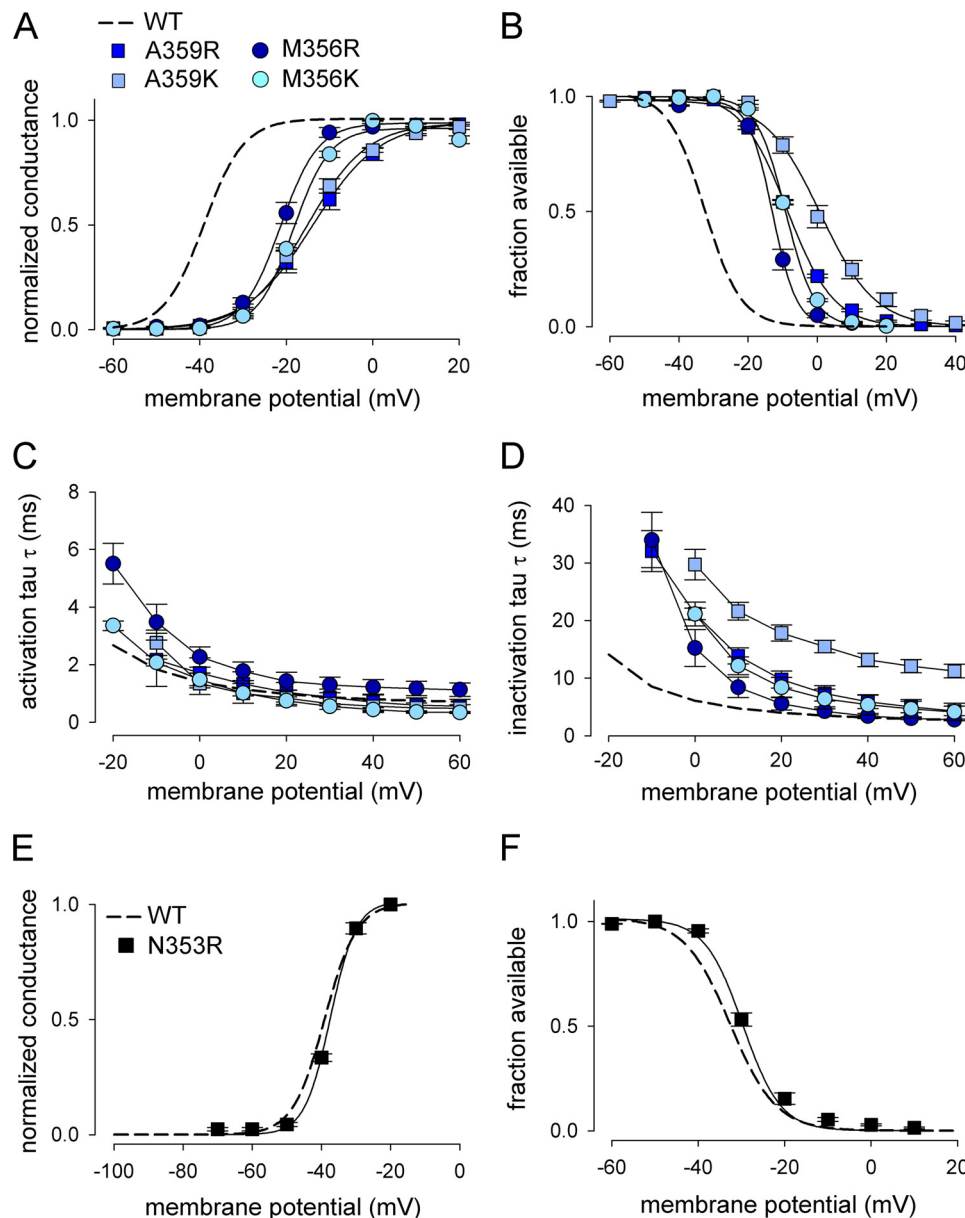 A
B
WT
A359R
M356R
A359K
M356K
normalized conductance
1.0
0.5
0.0
-60 -40 -20 0 20
membrane potential (mV)
fraction available
1.0
0.5
0.0
-60 -40 -20 0 20 40
membrane potential (mV)
C
D
activation tau τ (ms)
8
6
4
2
0
-20 0 20 40 60
membrane potential (mV)
inactivation tau τ (ms)
40
30
20
10
0
-20 0 20 40 60
membrane potential (mV)
E
F
WT
N353R
normalized conductance
1.0
0.5
0.0
-100 -80 -60 -40 -20 0
membrane potential (mV)
fraction available
1.0
0.5
0.0
-60 -40 -20 0 20
membrane potential (mV)